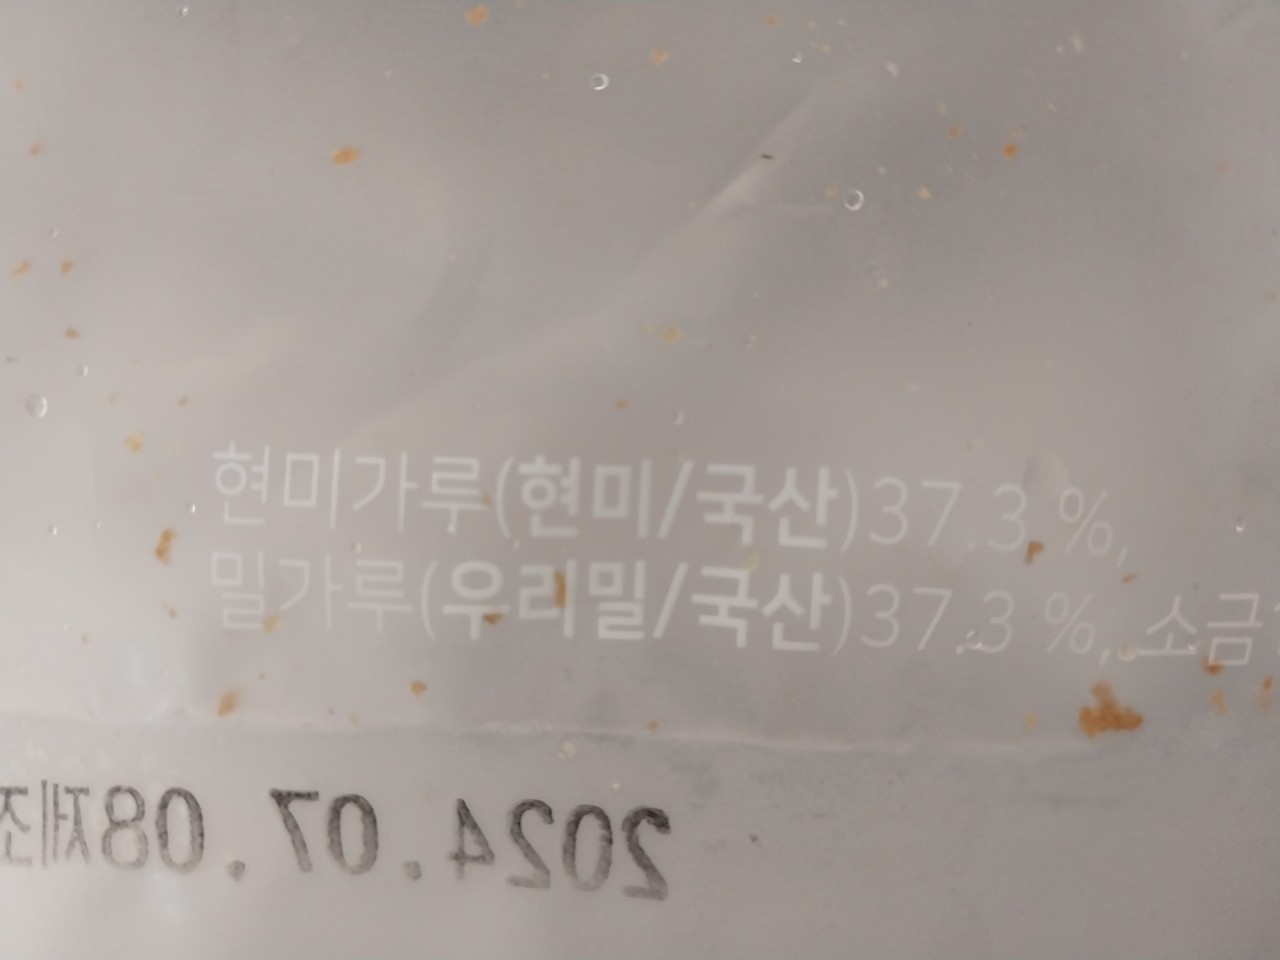 현미가루(현미/국산)37.3 %,
밀가루(우리밀/국산)37.3 %, 소금
2024.07.08제조